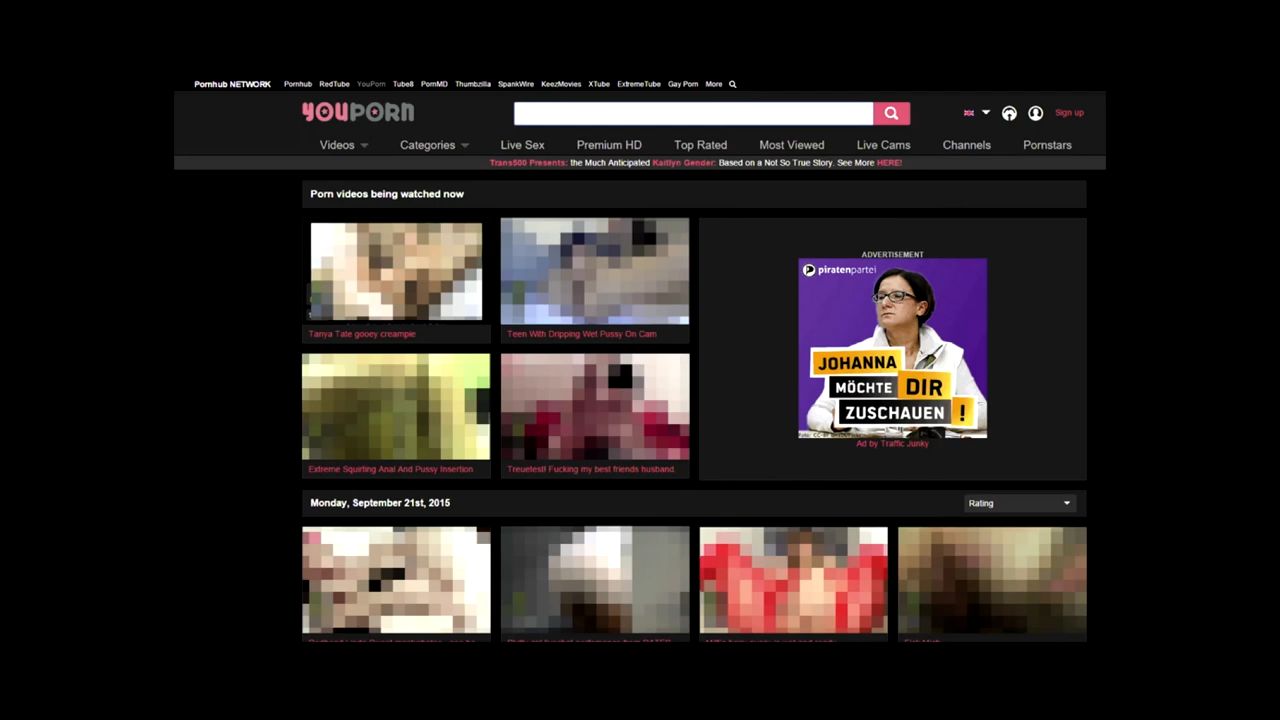 Pornhub NETWORK Pornhub RedTube YouPorn Tube8 PornMD Thumbzilla SpankWire KeezMovies XTube ExtremeTube Gay Porn More
YOUPORN
Sign up
Videos Categories Live Sex Premium HD Top Rated Most Viewed Live Cams Channels Pornstars
Trans500 Presents: the Much Anticipated Kaitlyn Gender: Based on a Not So True Story. See More HERE!
Porn videos being watched now
Tanya Tate gooey creampie
Teen With Dripping Wet Pussy On Cam
ADVERTISEMENT
piratenpartei
JOHANNA
MÖCHTE DIR
ZUSCHAUEN !
Ad by Traffic Junky
Extreme Squirting Anal And Pussy Insertion
Treuetest! Fucking my best friends husband.
Monday, September 21st, 2015
Rating